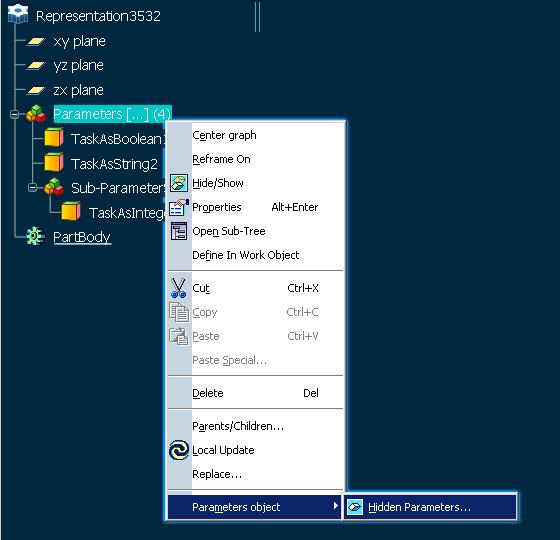 Representation3532
xy plane
yz plane
zx plane
Parameters [...] (4)
TaskAsBoolean1
TaskAsString2
Sub-Parameters
TaskAsIntege
PartBody
Center graph
Reframe On
Hide/Show
Properties Alt+Enter
Open Sub-Tree
Define In Work Object
Cut Ctrl+X
Copy Ctrl+C
Paste Ctrl+V
Paste Special...
Delete Del
Parents/Children...
Local Update
Replace...
Parameters object
Hidden Parameters...